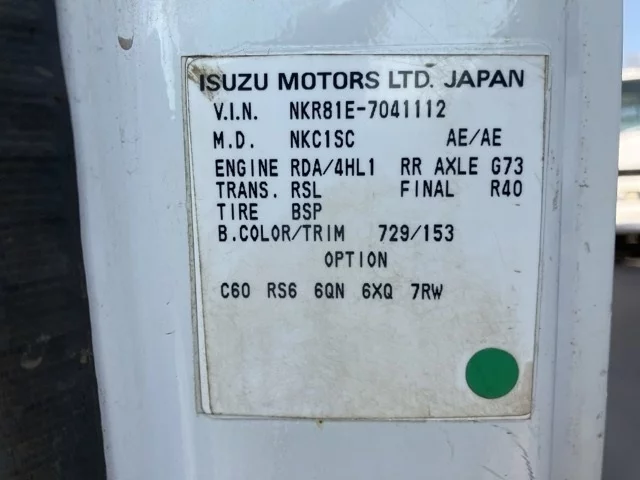 ISUZU MOTORS LTD. JAPAN
V.I.N. NKR81E-7041112
M.D. NKC1SC AE/AE
ENGINE RDA/4HL1 RR AXLE G73
TRANS. RSL FINAL R40
TIRE BSP
B.COLOR/TRIM 729/153
OPTION
C60 RS6 6QN 6XQ 7RW